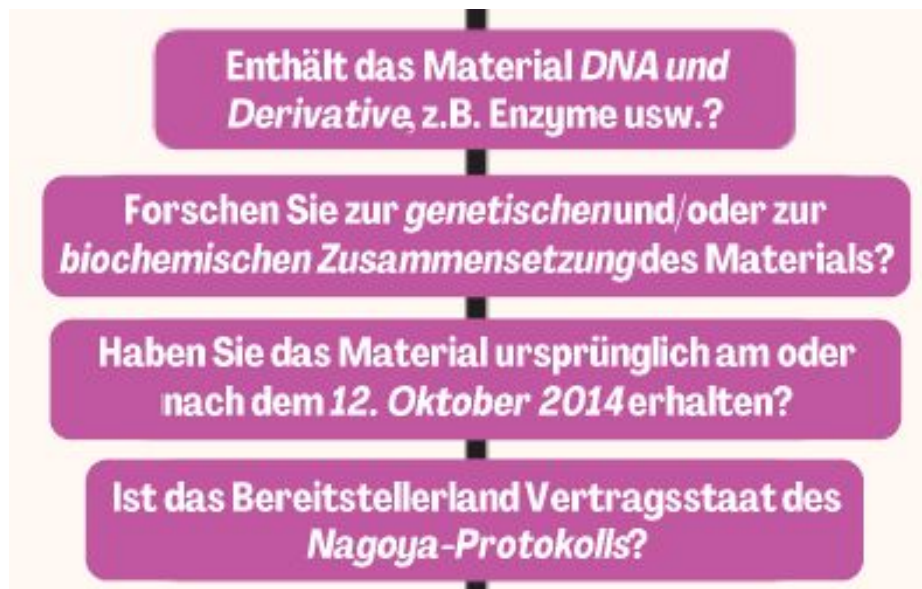 Enthält das Material DNA und
Derivative, z.B. Enzyme usw.?
Forschen Sie zur genetischen und/oder zur
biochemischen Zusammensetzung des Materials?
Haben Sie das Material ursprünglich am oder
nach dem 12. Oktober 2014 erhalten?
Ist das Bereitstellerland Vertragsstaat des
Nagoya-Protokolls?